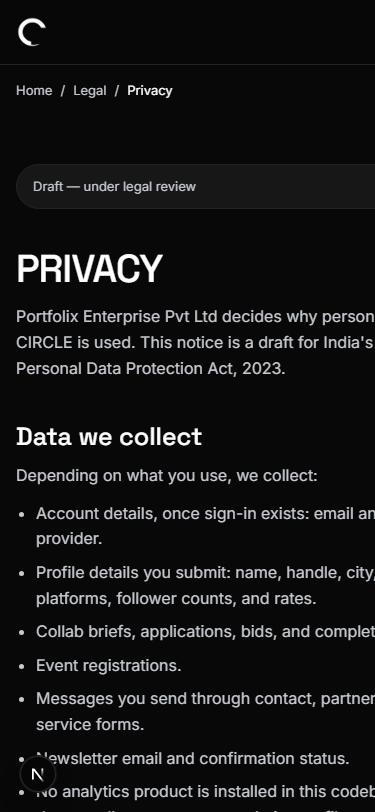 Home / Legal / Privacy
Draft — under legal review
PRIVACY
Portfolix Enterprise Pvt Ltd decides why person
CIRCLE is used. This notice is a draft for India's
Personal Data Protection Act, 2023.
Data we collect
Depending on what you use, we collect:
• Account details, once sign-in exists: email an
provider.
• Profile details you submit: name, handle, city,
platforms, follower counts, and rates.
• Collab briefs, applications, bids, and complet
• Event registrations.
• Messages you send through contact, partner
service forms.
• Newsletter email and confirmation status.
N
• No analytics product is installed in this codeb